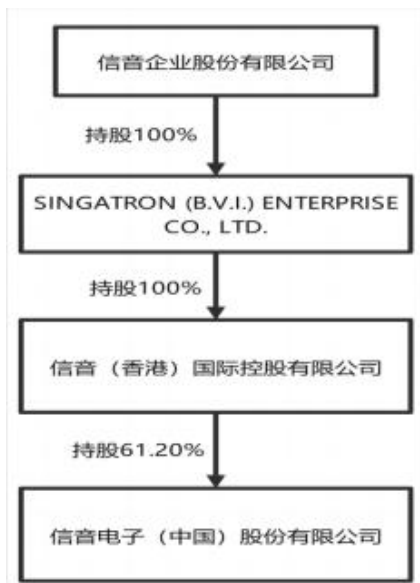 信音企业股份有限公司
持股100%
SINGATRON (B.V.I.) ENTERPRISE
CO., LTD.
持股100%
信音（香港）国际控股有限公司
持股61.20%
信音电子（中国）股份有限公司